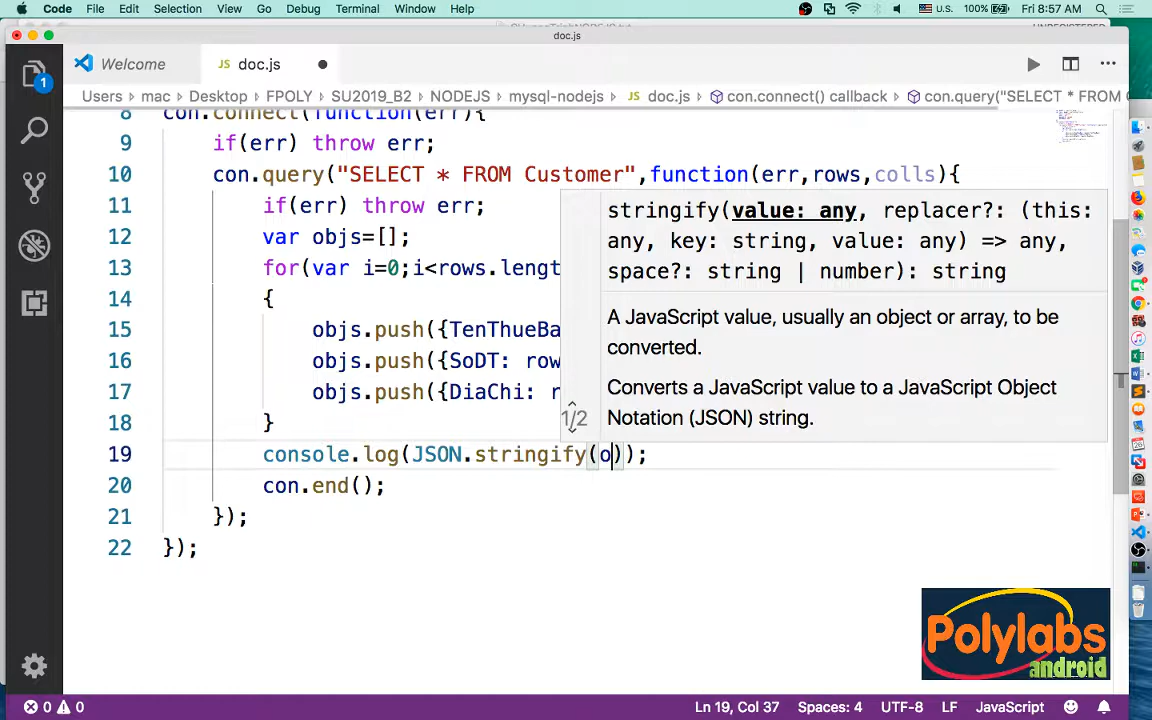 Code File Edit Selection View Go Debug Terminal Window Help U.S. 100% Fri 8:57 AM
doc.js
1
Welcome
JS doc.js
Users > mac > Desktop > FPOLY > SU2019_B2 > NODEJS > mysql-nodejs > JS doc.js > con.connect() callback > con.query("SELECT * FROM C
8 con.connect(function(err){
9 if(err) throw err;
10 con.query("SELECT * FROM Customer",function(err,rows,colls){
11 if(err) throw err;
12 var objs=[];
13 for(var i=0;i<rows.lengt
14 {
15 objs.push({TenThueBa
16 objs.push({SoDT: row
17 objs.push({DiaChi: r
18 }
19 console.log(JSON.stringify(o));
20 con.end();
21 });
22 });
stringify(value: any, replacer?: (this:
any, key: string, value: any) => any,
space?: string | number): string
A JavaScript value, usually an object or array, to be
converted.
Converts a JavaScript value to a JavaScript Object
Notation (JSON) string.
1/2
Polylabs
android
0 0 Ln 19, Col 37 Spaces: 4 UTF-8 LF JavaScript